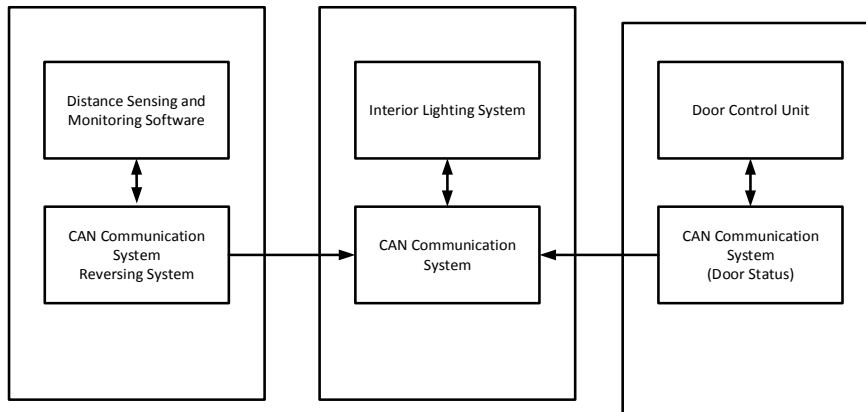 Distance Sensing and
Monitoring Software
Interior Lighting System
Door Control Unit
CAN Communication
System
Reversing System
CAN Communication
System
CAN Communication
System
(Door Status)